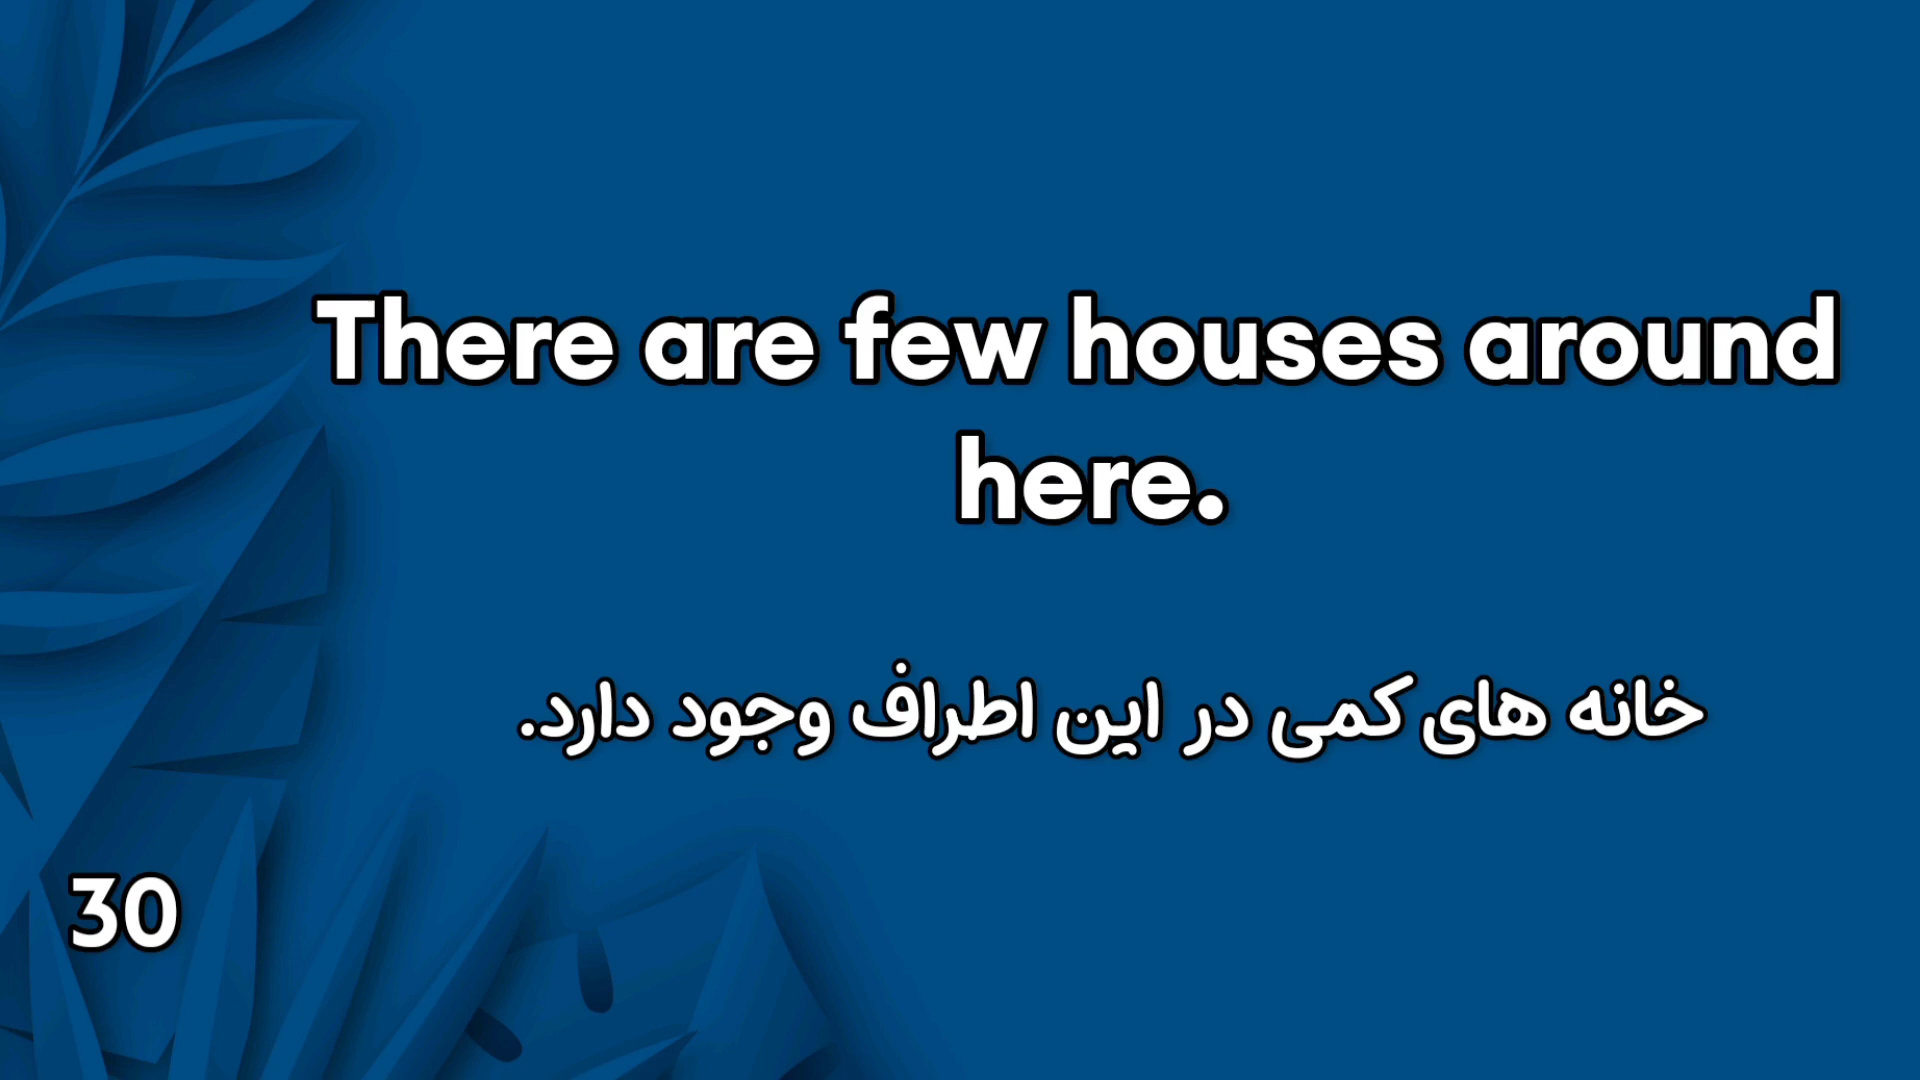 There are few houses around
here.
خانه های کمی در این اطراف وجود دارد.
30